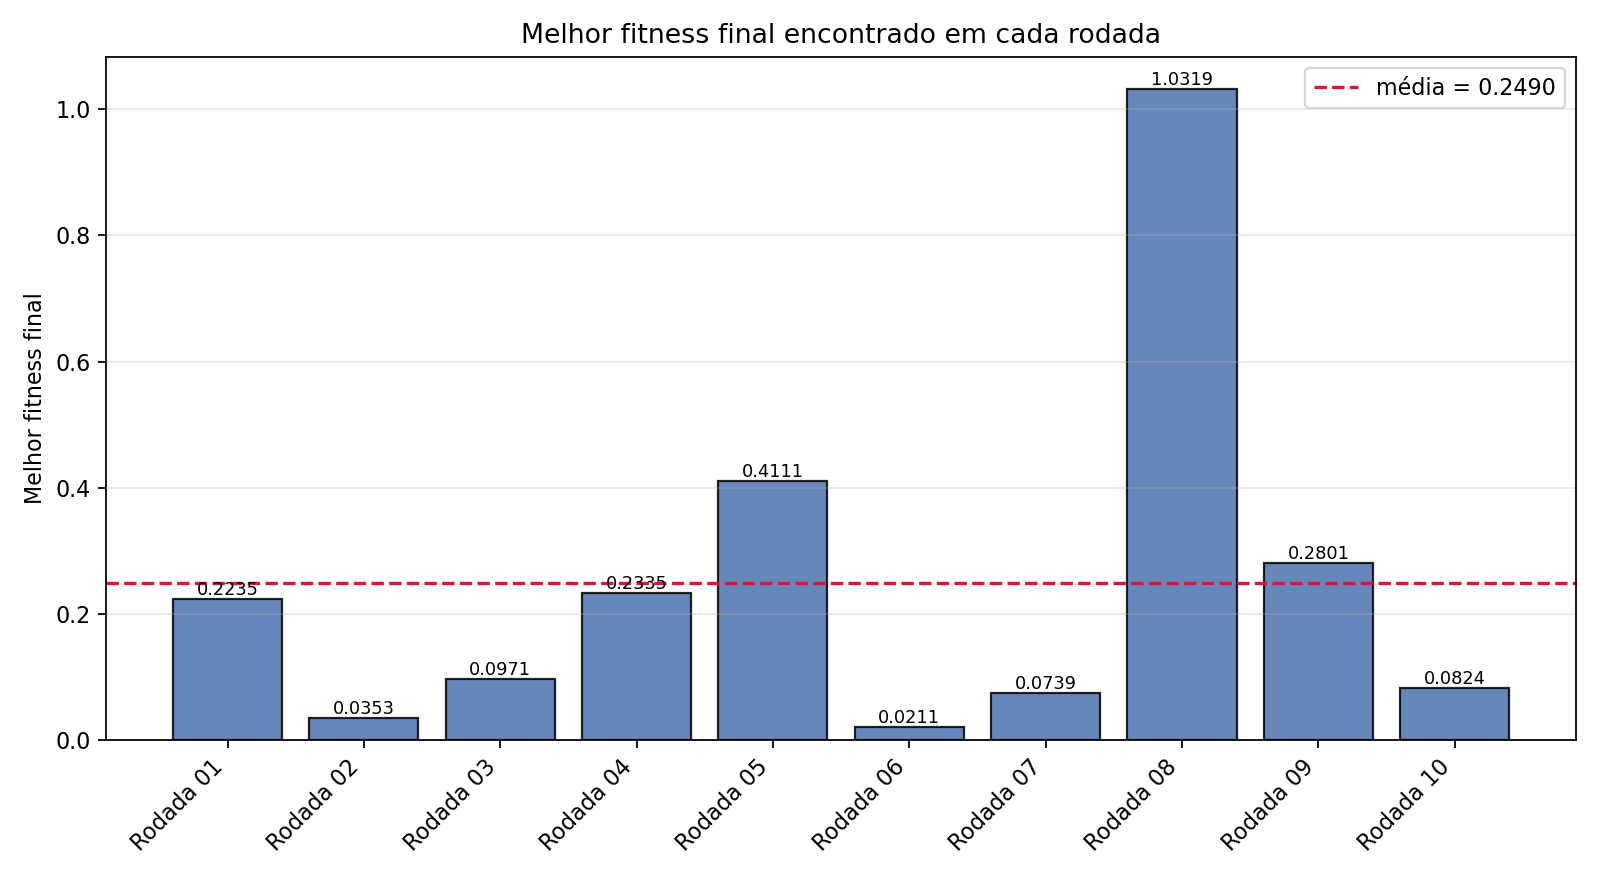 Melhor fitness final encontrado em cada rodada
média = 0.2490
Melhor fitness final
1.0
0.8
0.6
0.4
0.2
0.0
0.2235
0.0353
0.0971
0.2335
0.4111
0.0211
0.0739
1.0319
0.2801
0.0824
Rodada 01
Rodada 02
Rodada 03
Rodada 04
Rodada 05
Rodada 06
Rodada 07
Rodada 08
Rodada 09
Rodada 10